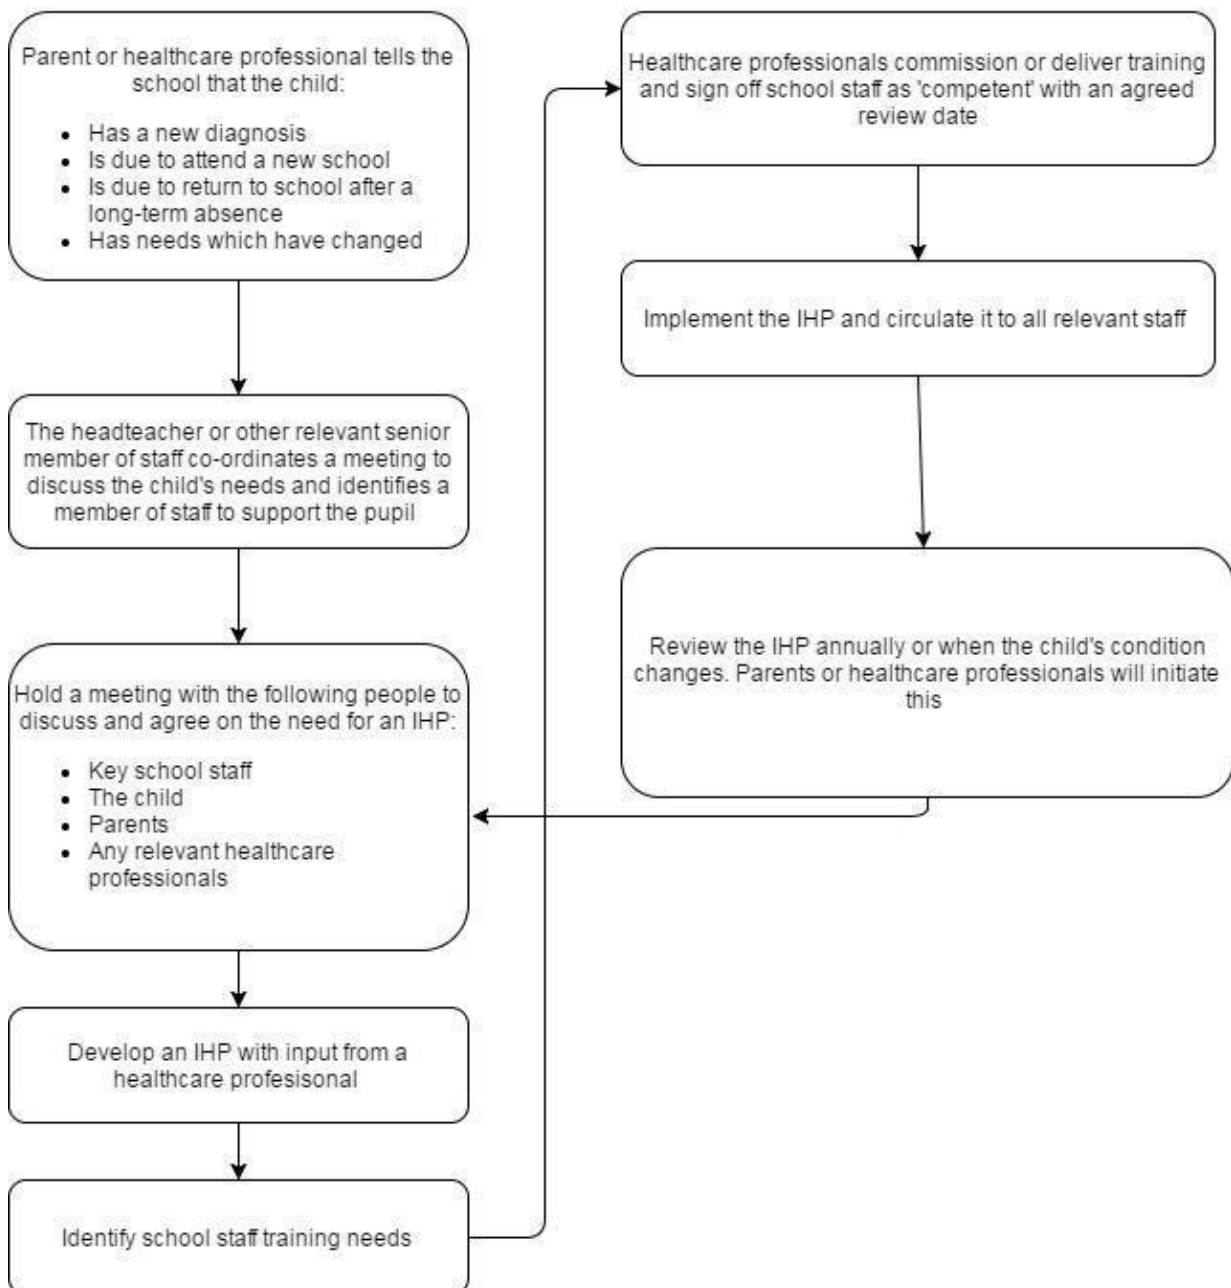 Parent or healthcare professional tells the
school that the child:
• Has a new diagnosis
• Is due to attend a new school
• Is due to return to school after a
long-term absence
• Has needs which have changed
The headteacher or other relevant senior
member of staff co-ordinates a meeting to
discuss the child's needs and identifies a
member of staff to support the pupil
Hold a meeting with the following people to
discuss and agree on the need for an IHP:
• Key school staff
• The child
• Parents
• Any relevant healthcare
professionals
Develop an IHP with input from a
healthcare profesisonal
Identify school staff training needs
Healthcare professionals commission or deliver training
and sign off school staff as 'competent' with an agreed
review date
Implement the IHP and circulate it to all relevant staff
Review the IHP annually or when the child's condition
changes. Parents or healthcare professionals will initiate
this